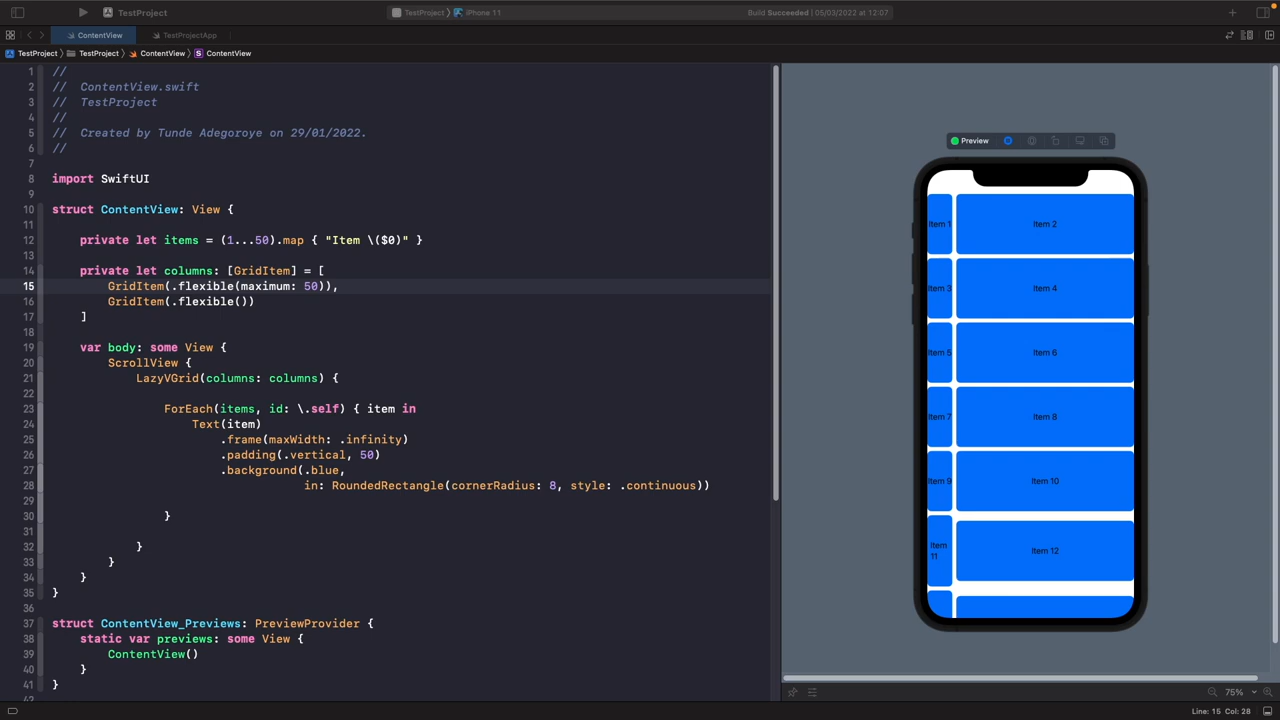 TestProject
TestProject
iPhone 11
Build Succeeded | 05/03/2022 at 12:07
ContentView
TestProjectApp
TestProject
TestProject
ContentView
S
ContentView
1 //
2 //  ContentView.swift
3 //  TestProject
4 //
5 //  Created by Tunde Adegoroye on 29/01/2022.
6 //
7
8 import SwiftUI
9
10 struct ContentView: View {
11
12     private let items = (1...50).map { "Item \($0)" }
13
14     private let columns: [GridItem] = [
15         GridItem(.flexible(maximum: 50)),
16         GridItem(.flexible())
17     ]
18
19     var body: some View {
20         ScrollView {
21             LazyVGrid(columns: columns) {
22
23                 ForEach(items, id: \.self) { item in
24                     Text(item)
25                         .frame(maxWidth: .infinity)
26                         .padding(.vertical, 50)
27                         .background(.blue,
28                                     in: RoundedRectangle(cornerRadius: 8, style: .continuous))
29
30                 }
31
32             }
33         }
34     }
35 }
36
37 struct ContentView_Previews: PreviewProvider {
38     static var previews: some View {
39         ContentView()
40     }
41 }
42
Preview
Item 1
Item 2
Item 3
Item 4
Item 5
Item 6
Item 7
Item 8
Item 9
Item 10
Item
11
Item 12
75%
Line: 15 Col: 28